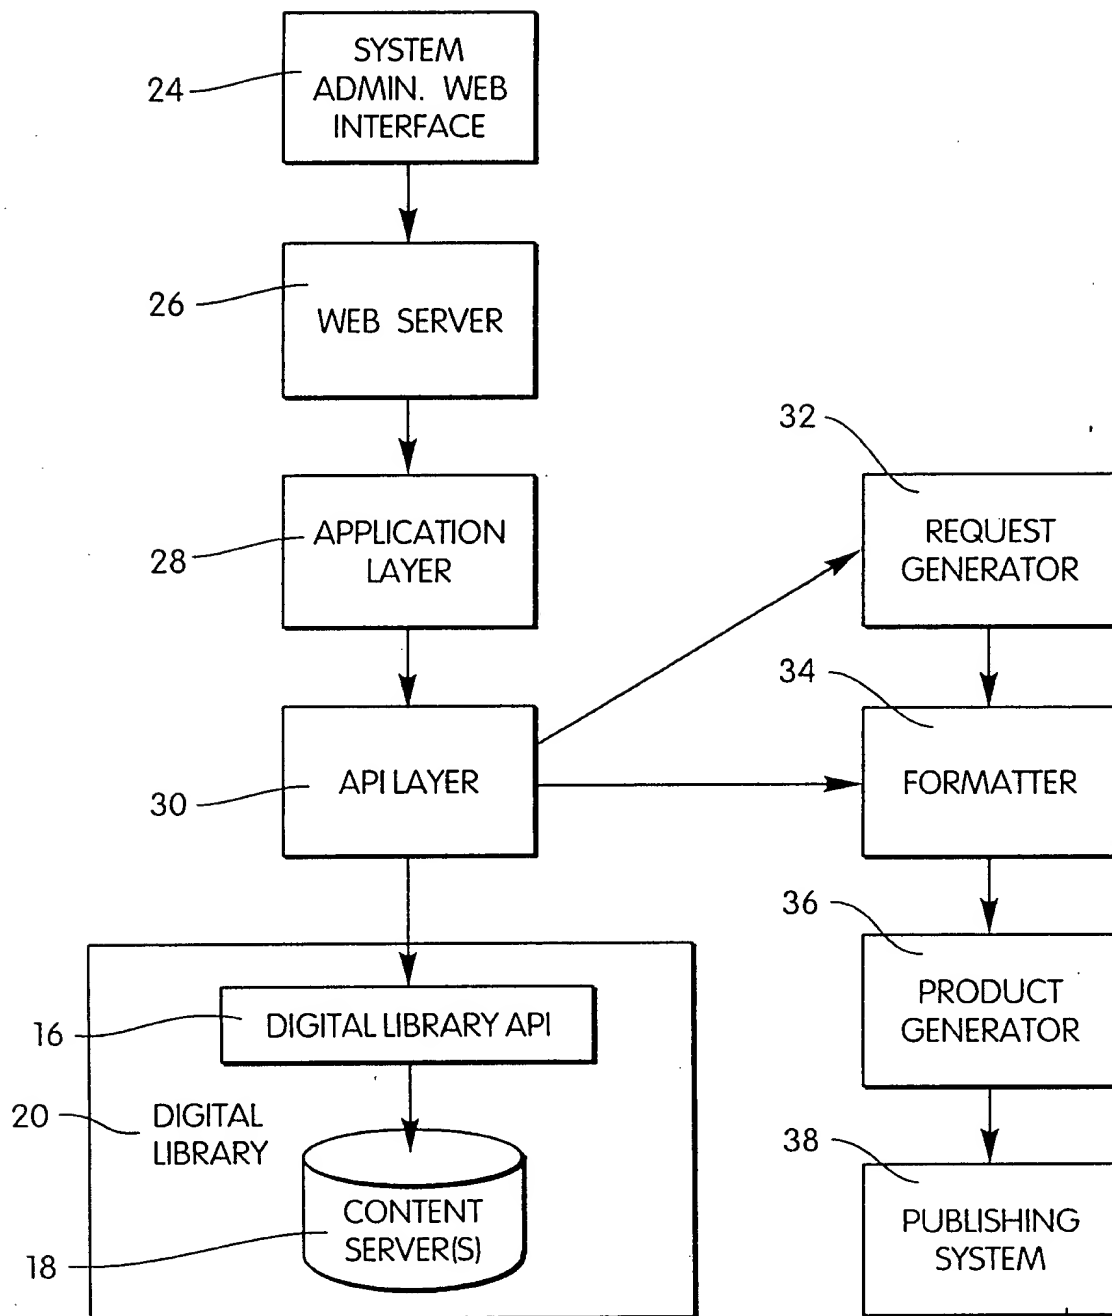 24
SYSTEM
ADMIN. WEB
INTERFACE
26
WEB SERVER
28
APPLICATION
LAYER
32
REQUEST
GENERATOR
30
API LAYER
34
FORMATTER
36
PRODUCT
GENERATOR
16
DIGITAL LIBRARY API
20
DIGITAL
LIBRARY
18
CONTENT
SERVER(S)
38
PUBLISHING
SYSTEM